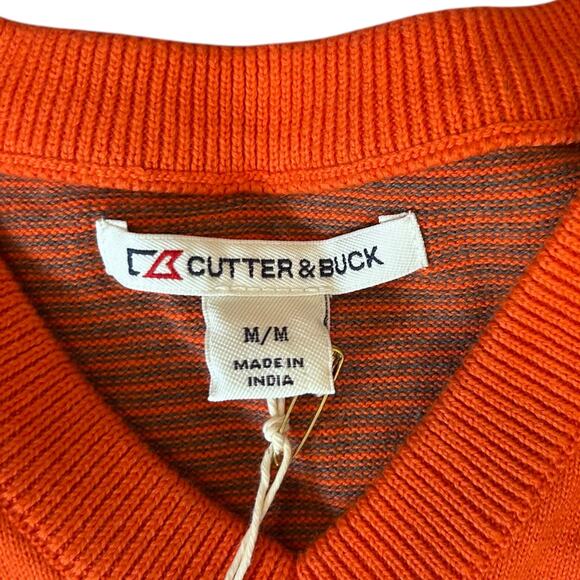 CUTTER & BUCK
M/M
MADE IN
INDIA